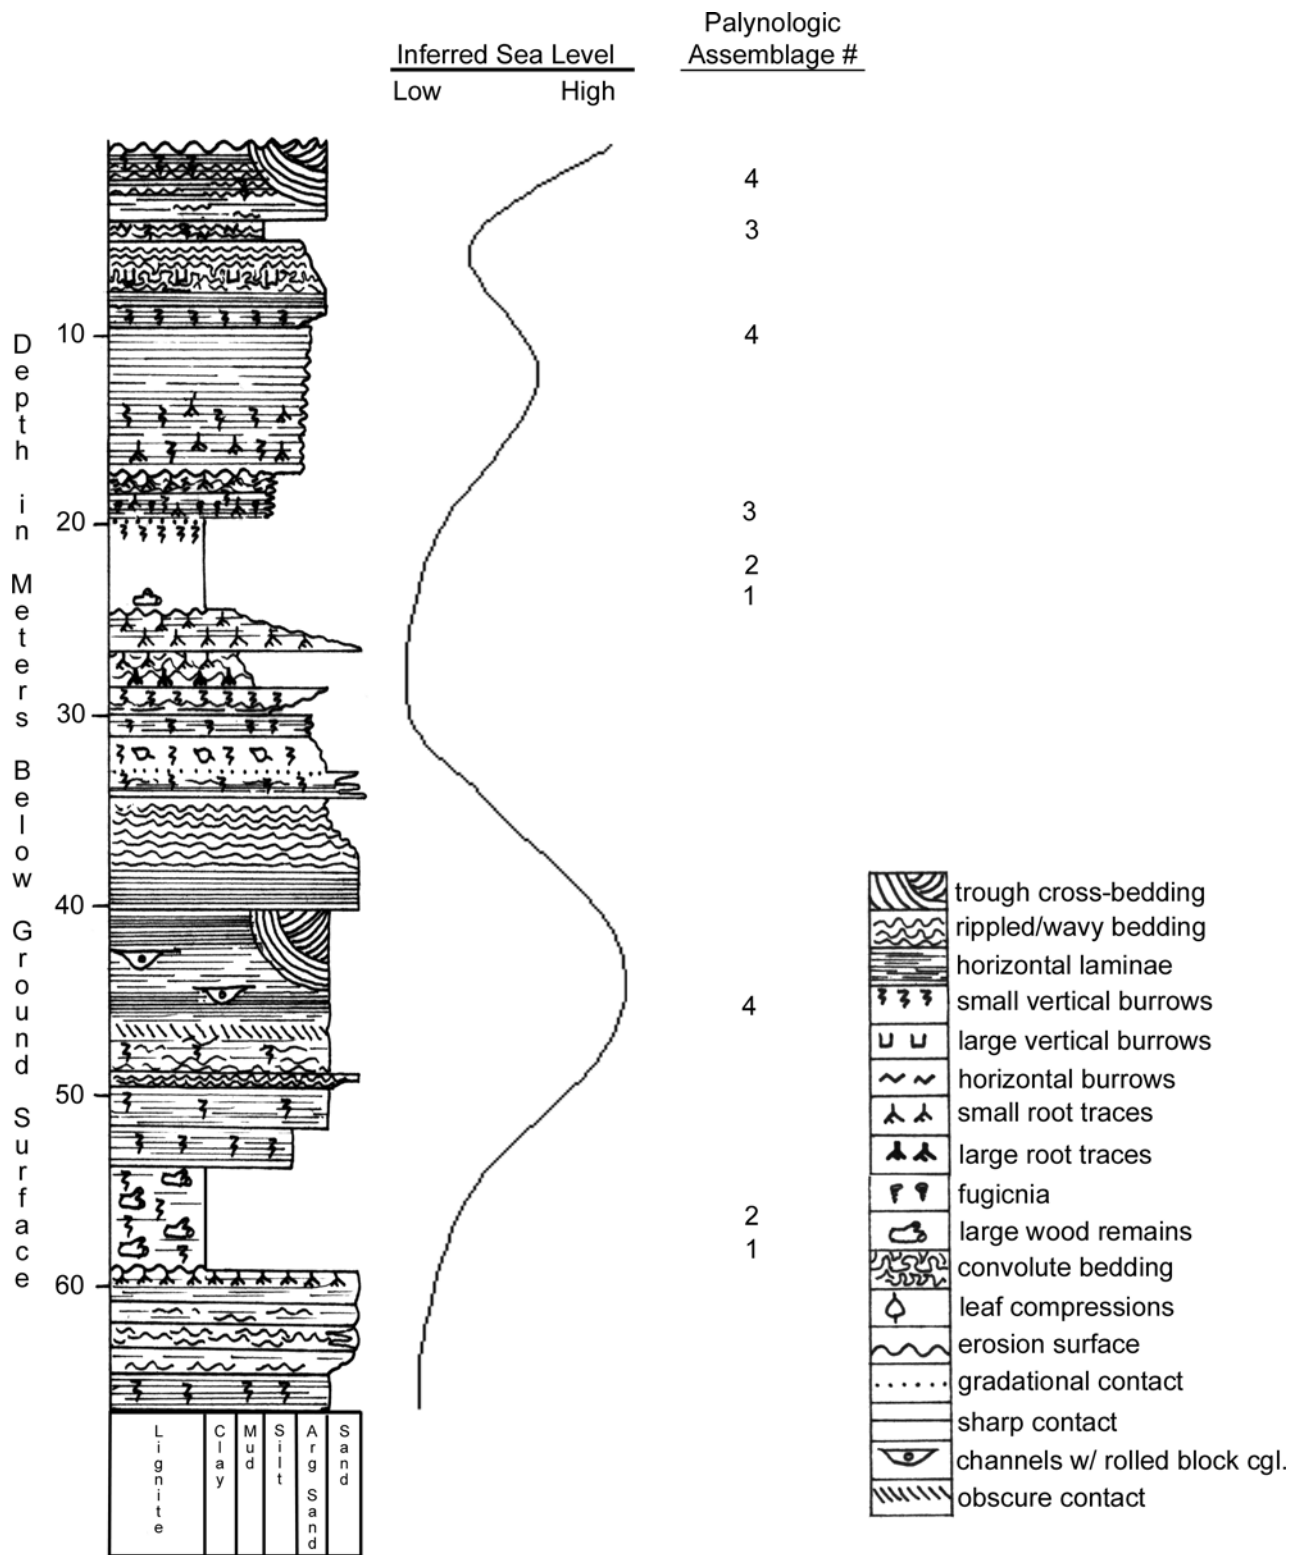 Palynologic
Inferred Sea Level Assemblage #
Low High
4
3
10 4
3
20
2
1
30
40
4
50
2
1
60
Depth in Meters Below Ground Surface
Lignite Clay Mud Silt Arg Sand Sand
trough cross-bedding
rippled/wavy bedding
horizontal laminae
small vertical burrows
large vertical burrows
horizontal burrows
small root traces
large root traces
fugicnia
large wood remains
convolute bedding
leaf compressions
erosion surface
gradational contact
sharp contact
channels w/ rolled block cgl.
obscure contact